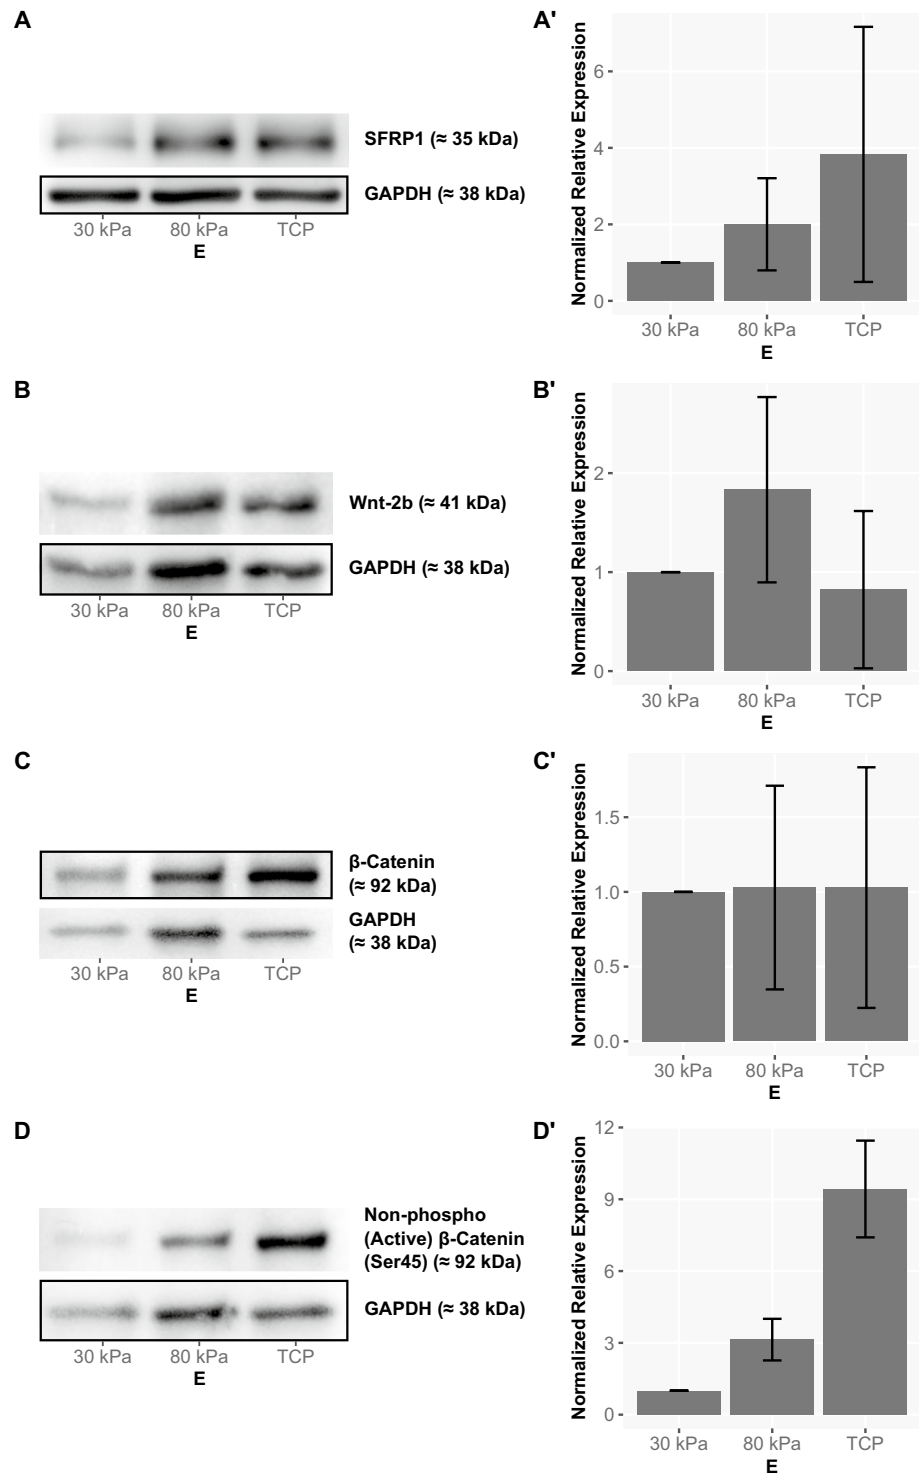 A
SFRP1 (≈ 35 kDa)
GAPDH (≈ 38 kDa)
30 kPa 80 kPa TCP
E
A'
Normalized Relative Expression
6
4
2
0
30 kPa 80 kPa TCP
E
B
Wnt-2b (≈ 41 kDa)
GAPDH (≈ 38 kDa)
30 kPa 80 kPa TCP
E
B'
Normalized Relative Expression
2
1
0
30 kPa 80 kPa TCP
E
C
β-Catenin
(≈ 92 kDa)
GAPDH
(≈ 38 kDa)
30 kPa 80 kPa TCP
E
C'
Normalized Relative Expression
1.5
1.0
0.5
0.0
30 kPa 80 kPa TCP
E
D
Non-phospho
(Active) β-Catenin
(Ser45) (≈ 92 kDa)
GAPDH (≈ 38 kDa)
30 kPa 80 kPa TCP
E
D'
Normalized Relative Expression
12
9
6
3
0
30 kPa 80 kPa TCP
E